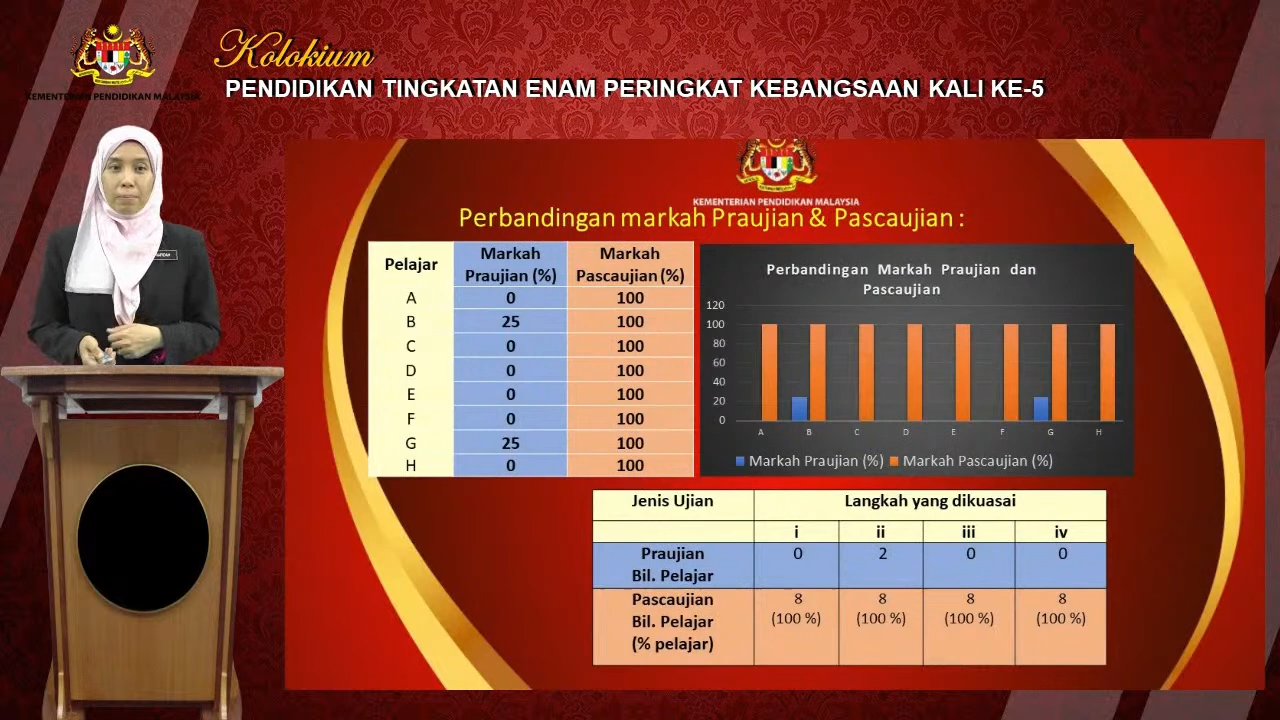 KEMENTERIAN PENDIDIKAN MALAYSIA
Kolokium
PENDIDIKAN TINGKATAN ENAM PERINGKAT KEBANGSAAN KALI KE-5
KEMENTERIAN PENDIDIKAN MALAYSIA
Perbandingan markah Praujian & Pascaujian :
Pelajar Markah Praujian (%) Markah Pascaujian (%)
A 0 100
B 25 100
C 0 100
D 0 100
E 0 100
F 0 100
G 25 100
H 0 100
Perbandingan Markah Praujian dan
Pascaujian
120
100
80
60
40
20
0
A B C D E F G H
Markah Praujian (%) Markah Pascaujian (%)
Jenis Ujian Langkah yang dikuasai
i ii iii iv
Praujian 0 2 0 0
Bil. Pelajar
Pascaujian 8 8 8 8
Bil. Pelajar (100 %) (100 %) (100 %) (100 %)
(% pelajar)